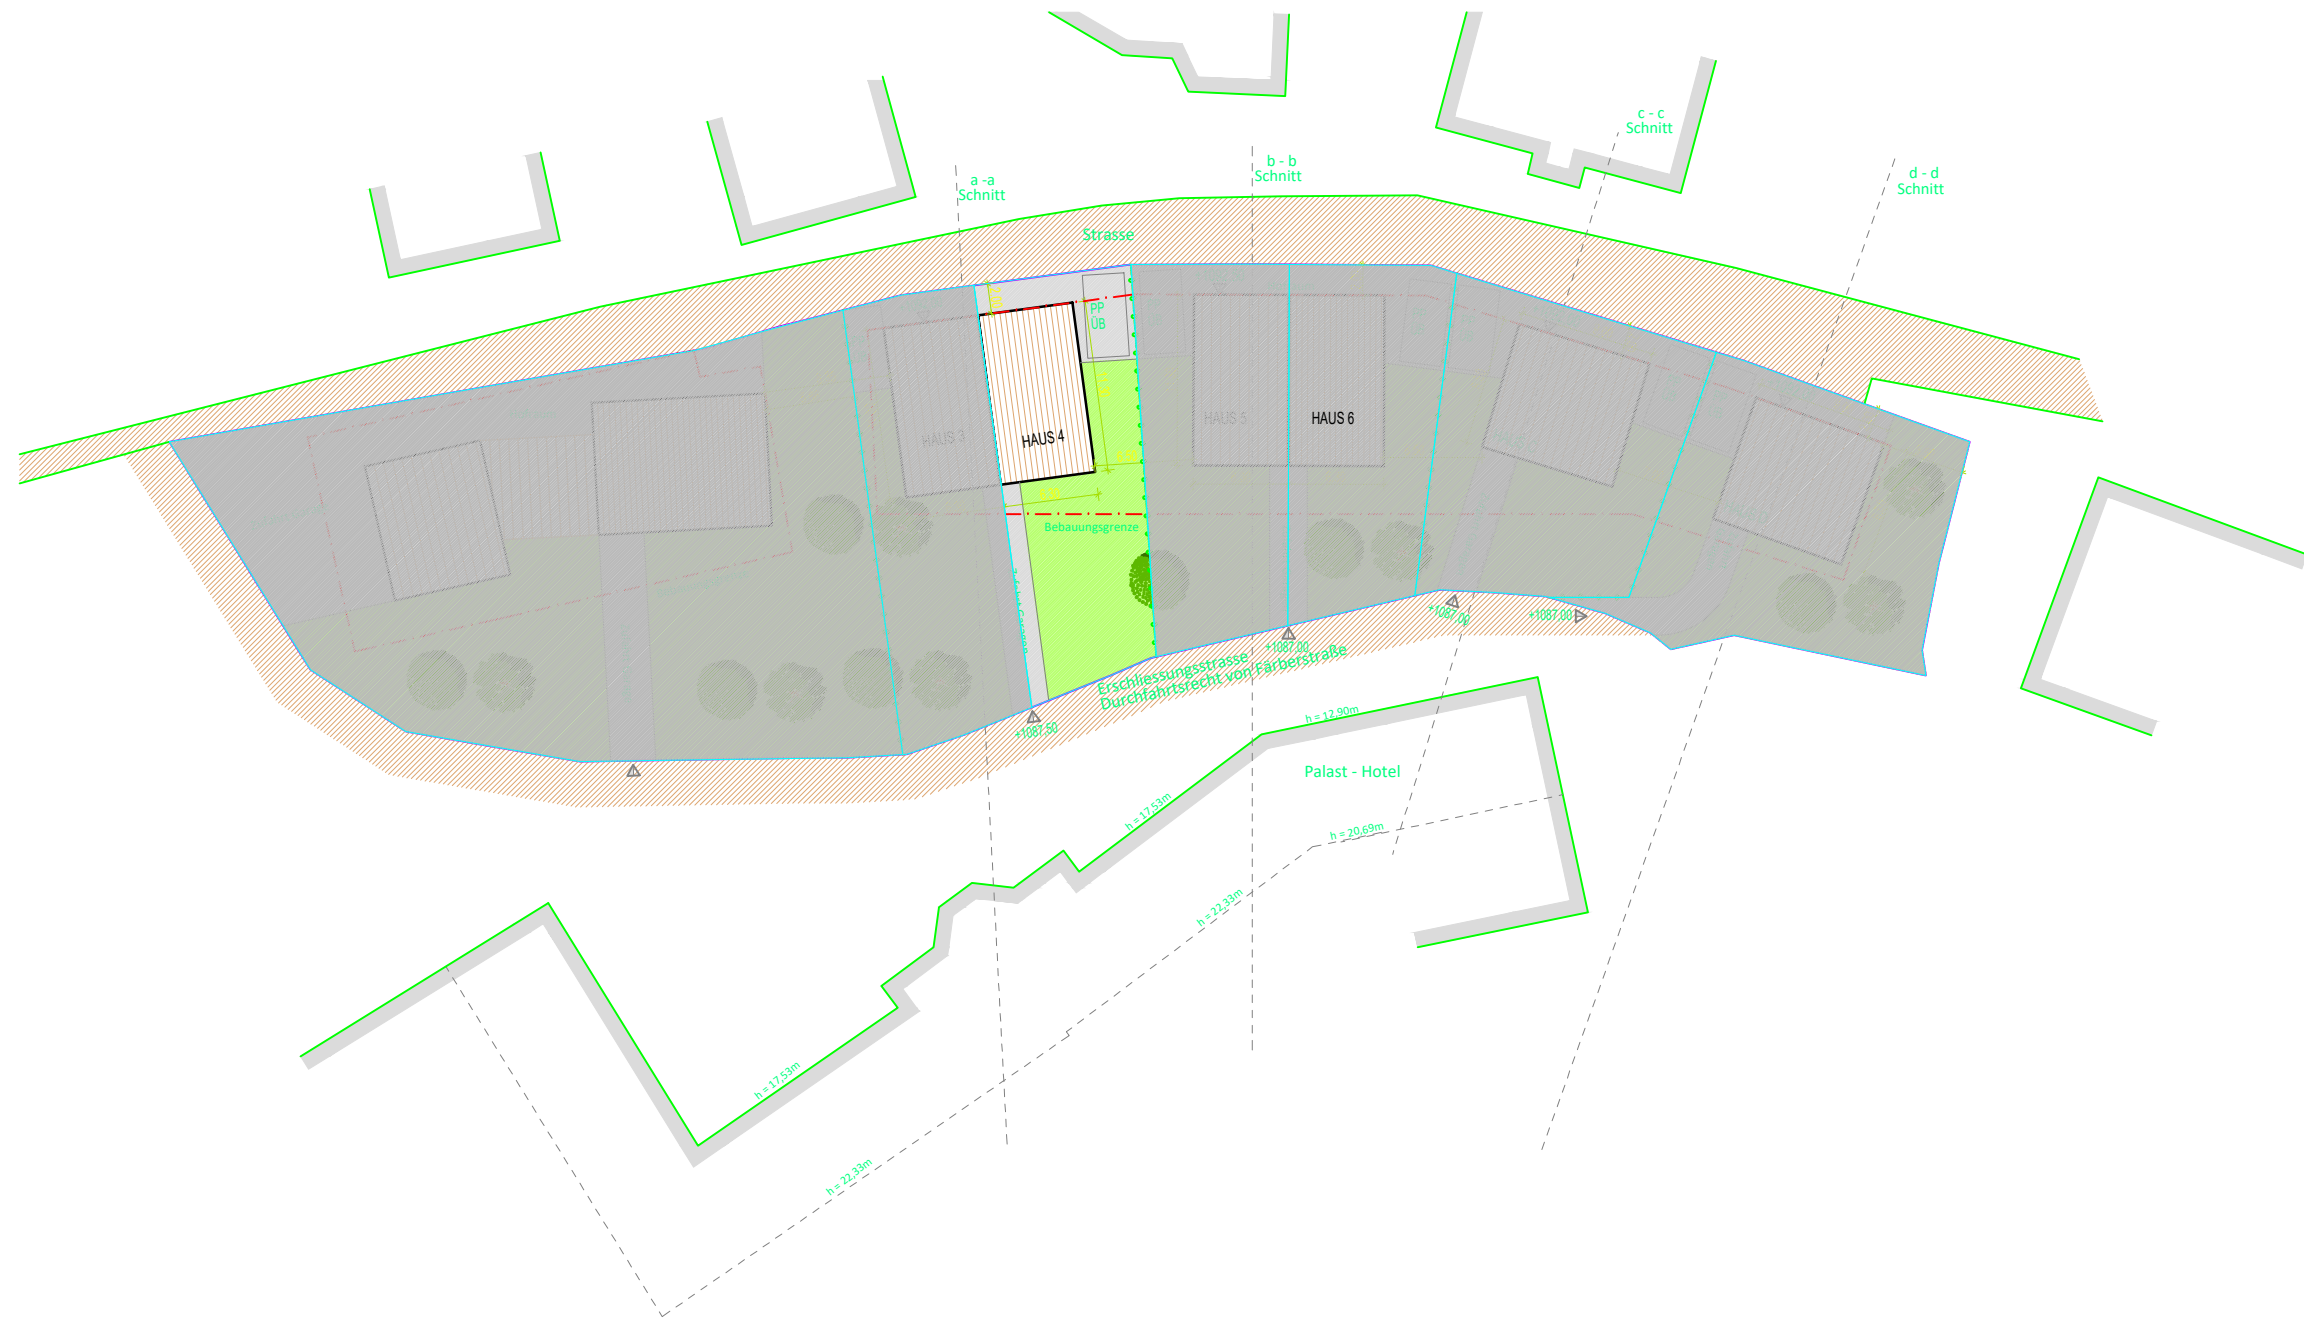 c - c
Schnitt
b - b
Schnitt
d - d
Schnitt
a -a
Schnitt
Strasse
PP
ÜB
HAUS 3
HAUS 4
HAUS 5
HAUS 6
Bebauungsgrenze
+1087.00
+1087.00
+1087.00
+1087.50
Erschliessungsstrasse
Durchfahrtsrecht von Färberstraße
h = 12,90m
Palast - Hotel
h = 17,53m
h = 20,69m
h = 22,33m
h = 17,53m
h = 22,33m